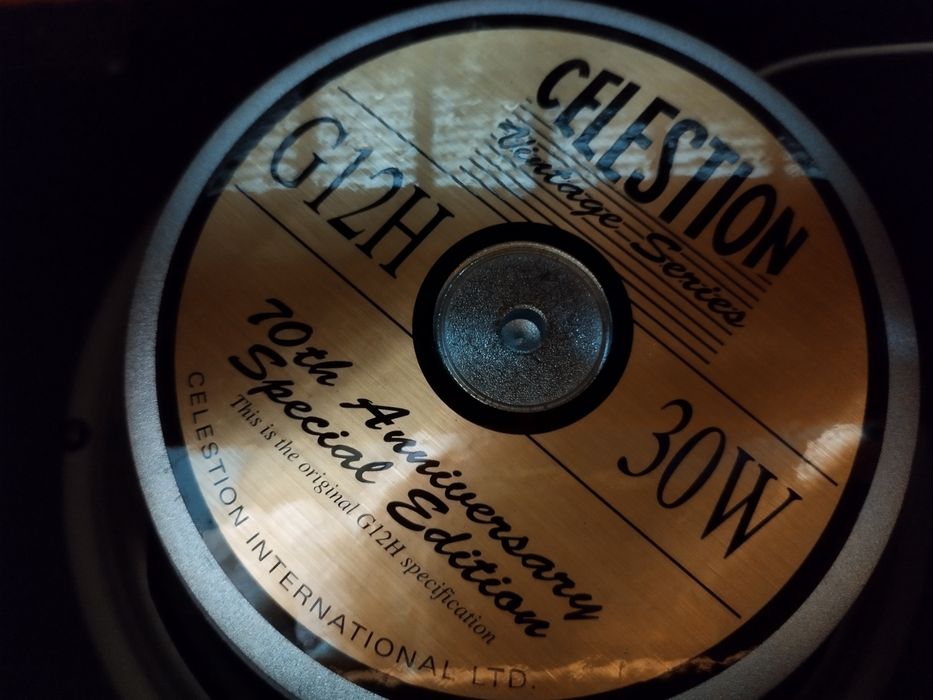 CELESTION
Vintage Series
G12H
30W
70th Anniversary
Special Edition
This is the original G12H specification
CELESTION INTERNATIONAL LTD.